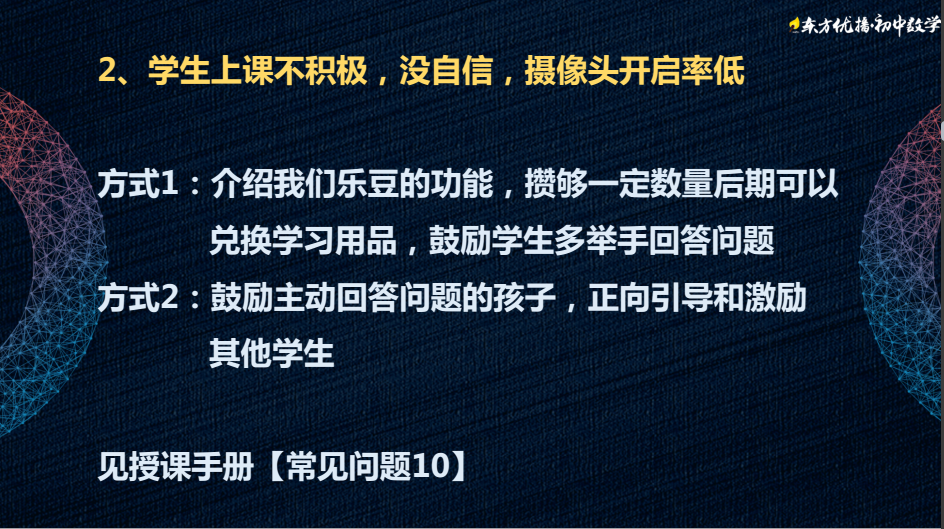 东方优播·初中数学
2、学生上课不积极，没自信，摄像头开启率低
方式1：介绍我们乐豆的功能，攒够一定数量后期可以
兑换学习用品，鼓励学生多举手回答问题
方式2：鼓励主动回答问题的孩子，正向引导和激励
其他学生
见授课手册【常见问题10】